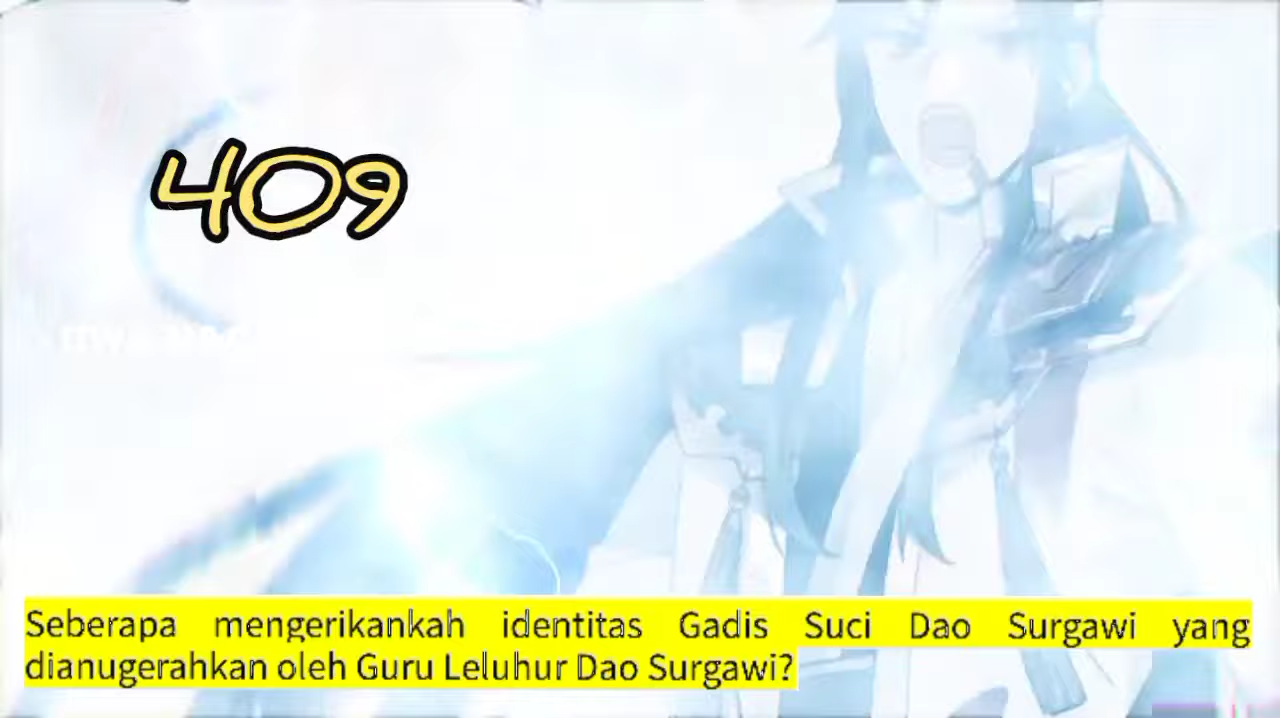 409
Seberapa mengerikankah identitas Gadis Suci Dao Surgawi yang
dianugerahkan oleh Guru Leluhur Dao Surgawi?